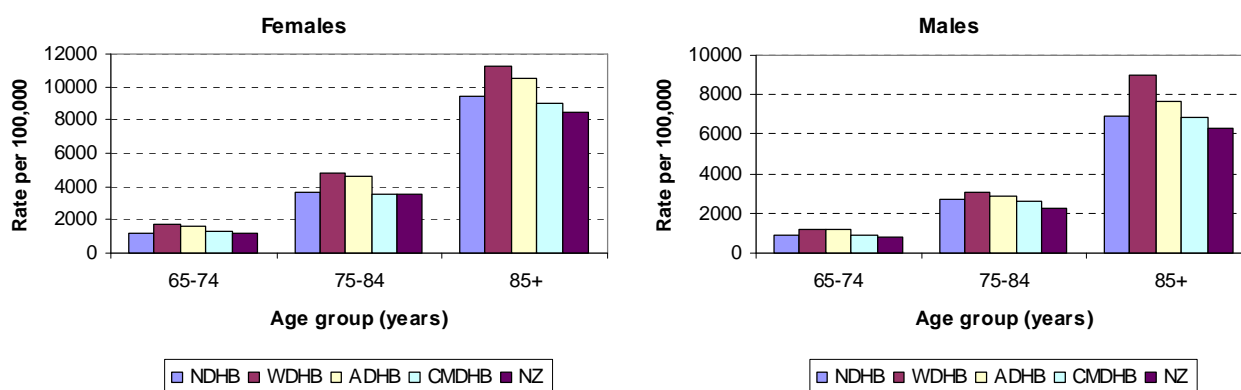 Females
12000
10000
8000
6000
4000
2000
0
Rate per 100,000
65-74 75-84 85+
Age group (years)
NDHB WDHB ADHB CMDHB NZ
Males
10000
8000
6000
4000
2000
0
Rate per 100,000
65-74 75-84 85+
Age group (years)
NDHB WDHB ADHB CMDHB NZ